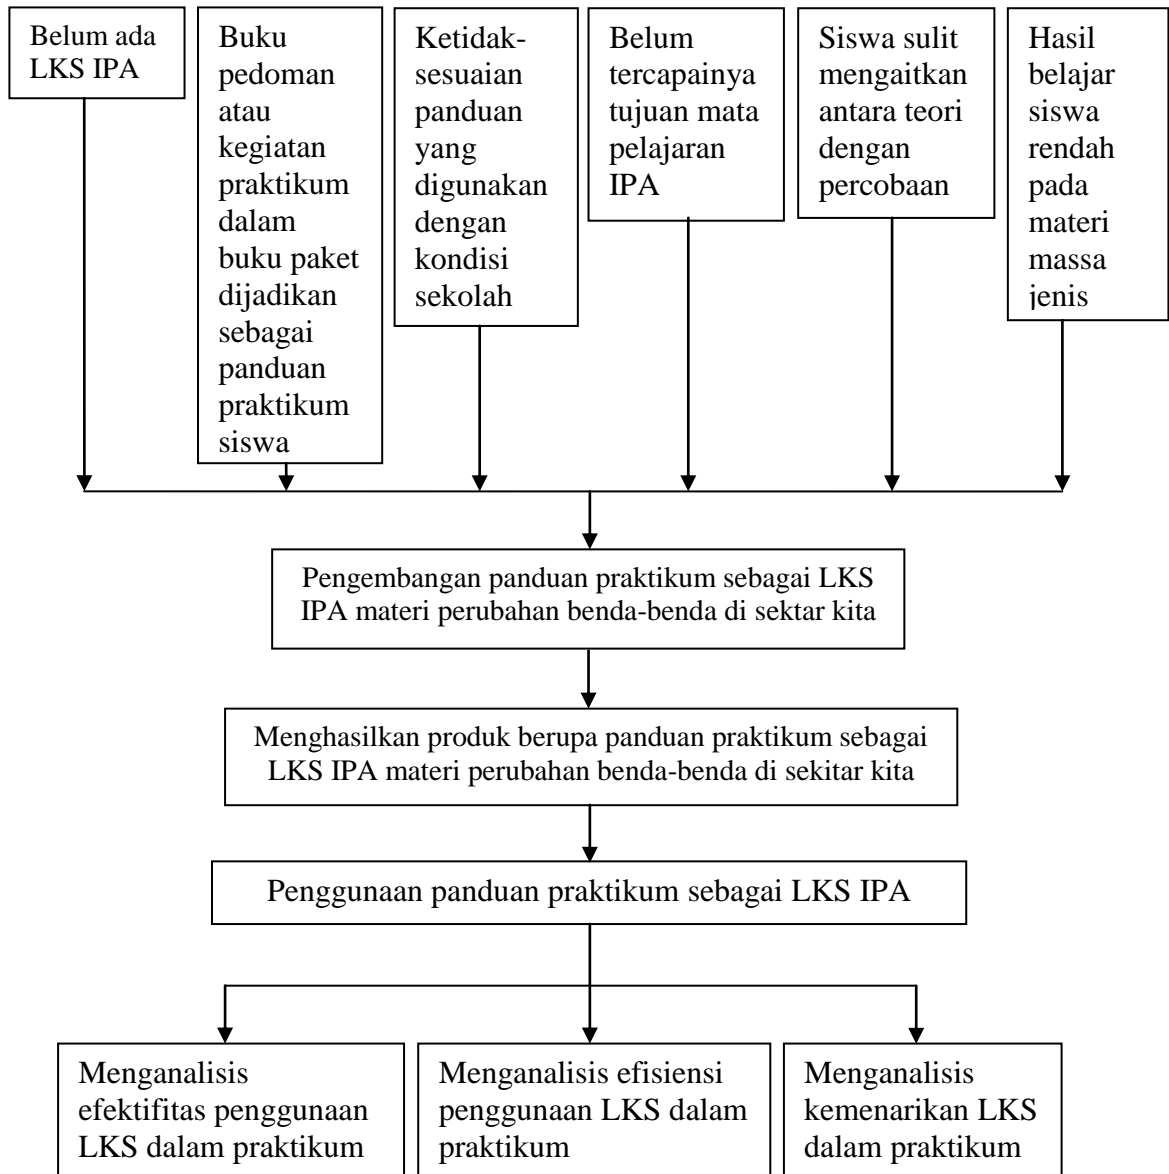 Belum ada
LKS IPA
Buku
pedoman
atau
kegiatan
praktikum
dalam
buku paket
dijadikan
sebagai
panduan
praktikum
siswa
Ketidak-
sesuaian
panduan
yang
digunakan
dengan
kondisi
sekolah
Belum
tercapainya
tujuan mata
pelajaran
IPA
Siswa sulit
mengaitkan
antara teori
dengan
percobaan
Hasil
belajar
siswa
rendah
pada
materi
massa
jenis
Pengembangan panduan praktikum sebagai LKS
IPA materi perubahan benda-benda di sektar kita
Menghasilkan produk berupa panduan praktikum sebagai
LKS IPA materi perubahan benda-benda di sekitar kita
Penggunaan panduan praktikum sebagai LKS IPA
Menganalisis
efektifitas penggunaan
LKS dalam praktikum
Menganalisis efisiensi
penggunaan LKS dalam
praktikum
Menganalisis
kemenarikan LKS
dalam praktikum